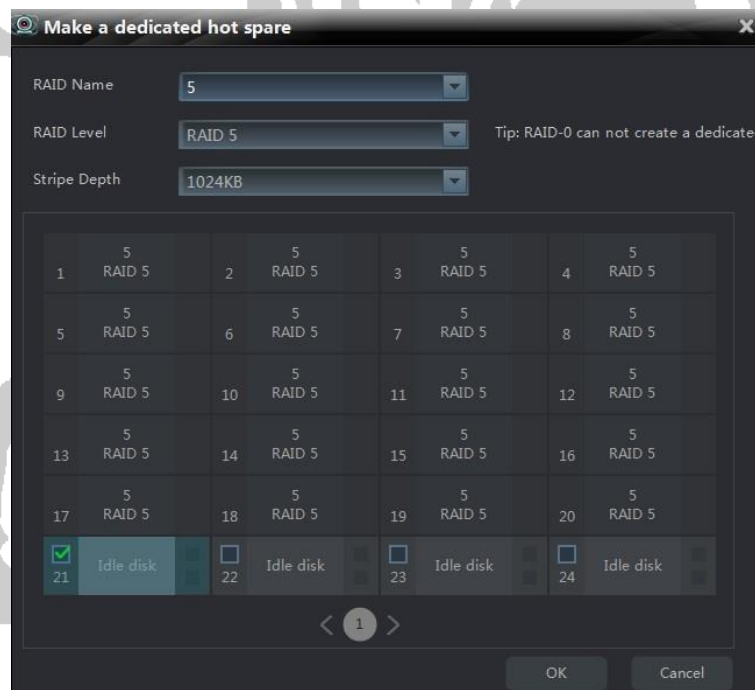 Make a dedicated hot spare
RAID Name 5
RAID Level RAID 5 Tip: RAID-0 can not create a dedicate
Stripe Depth 1024KB
5 5 5 5
1 RAID 5 2 RAID 5 3 RAID 5 4 RAID 5
5 5 5 5
5 RAID 5 6 RAID 5 7 RAID 5 8 RAID 5
5 5 5 5
9 RAID 5 10 RAID 5 11 RAID 5 12 RAID 5
5 5 5 5
13 RAID 5 14 RAID 5 15 RAID 5 16 RAID 5
5 5 5 5
17 RAID 5 18 RAID 5 19 RAID 5 20 RAID 5
21 Idle disk 22 Idle disk 23 Idle disk 24 Idle disk
< 1 >
OK Cancel